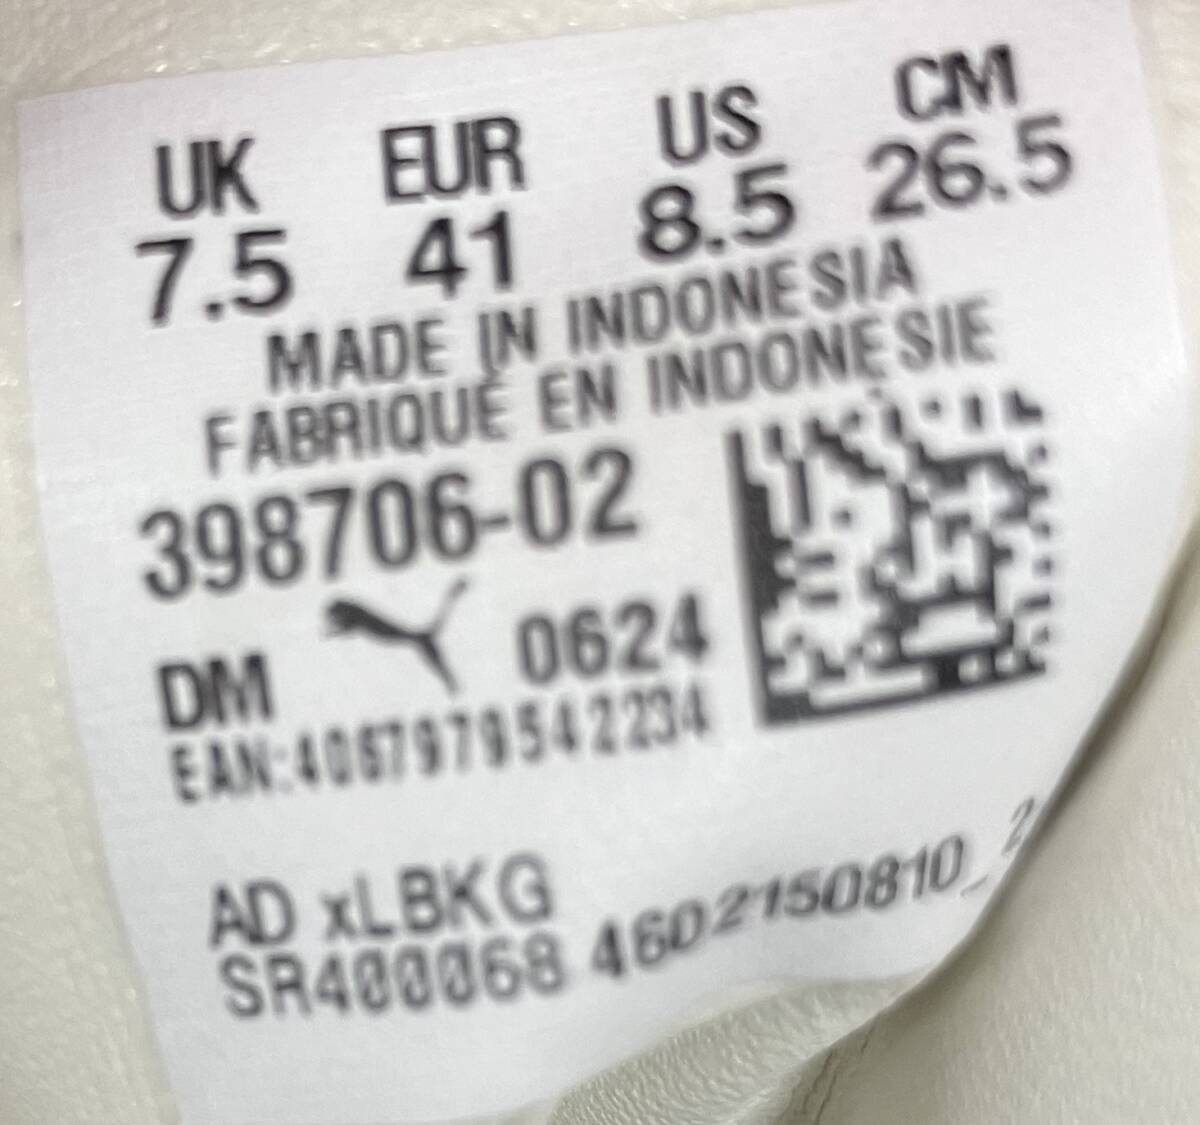 UK EUR US CM
7.5 41 8.5 26.5
MADE IN INDONESIA
FABRIQUÉ EN INDONESIE
398706-02
DM 0624
EAN:4067979542234
AD xLBKG
SR400068 4602150810_2